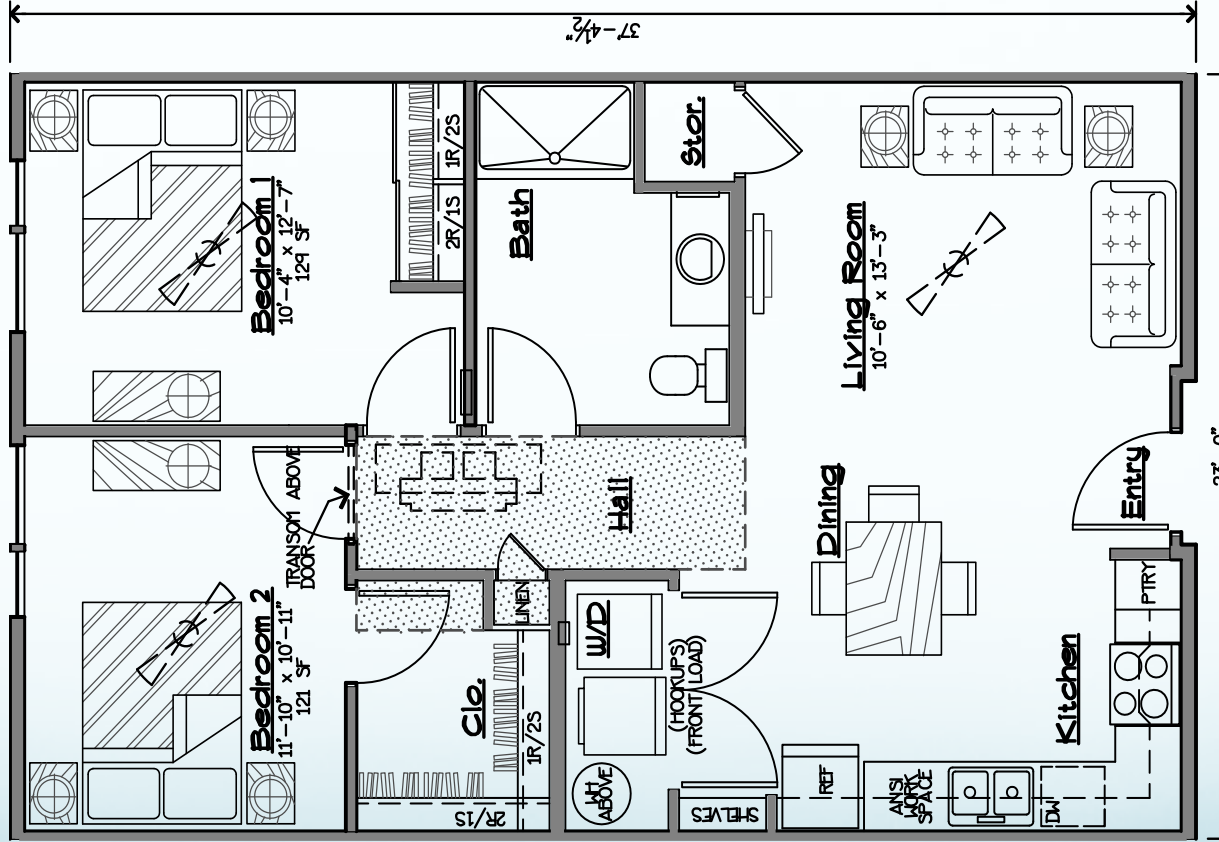 37'-4½"
Bedroom 1
10'-4" x 12'-7"
129 SF
1R/2S
2R/1S
Bath
Stor.
Living Room
10'-6" x 13'-3"
TRANSOM ABOVE
DOOR
Hall
Dining
Entry
Bedroom 2
11'-10" x 10'-11"
121 SF
LINEN
Clo.
1R/2S
2R/1S
W/D
(HOOKUPS)
(FRONT LOAD)
WH
ABOVE
SHELVES
REF
ANSI
WORK
SPACE
DW
Kitchen
PTRY